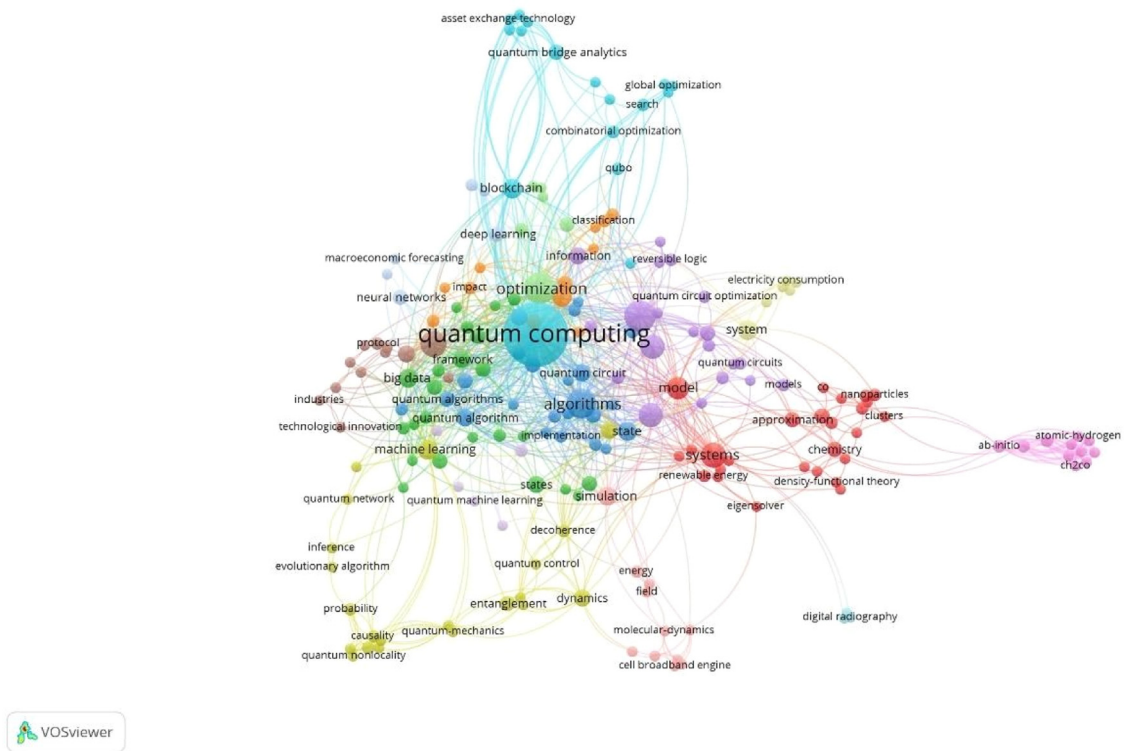 asset exchange technology
quantum bridge analytics
global optimization
search
combinatorial optimization
qubo
blockchain
classification
deep learning
information
reversible logic
macroeconomic forecasting
electricity consumption
impact
optimization
neural networks
quantum circuit optimization
quantum computing
system
protocol
framework
quantum circuits
quantum circuit
big data
model
models
co
nanoparticles
industries
quantum algorithms
algorithms
clusters
quantum algorithm
approximation
technological innovation
implementation
state
machine learning
systems
chemistry
ab-initio
atomic-hydrogen
ch2co
renewable energy
density-functional theory
quantum network
states
quantum machine learning
simulation
eigensolver
decoherence
inference
evolutionary algorithm
quantum control
energy
field
probability
entanglement
dynamics
digital radiography
causality
quantum-mechanics
molecular-dynamics
quantum nonlocality
cell broadband engine
VOSviewer